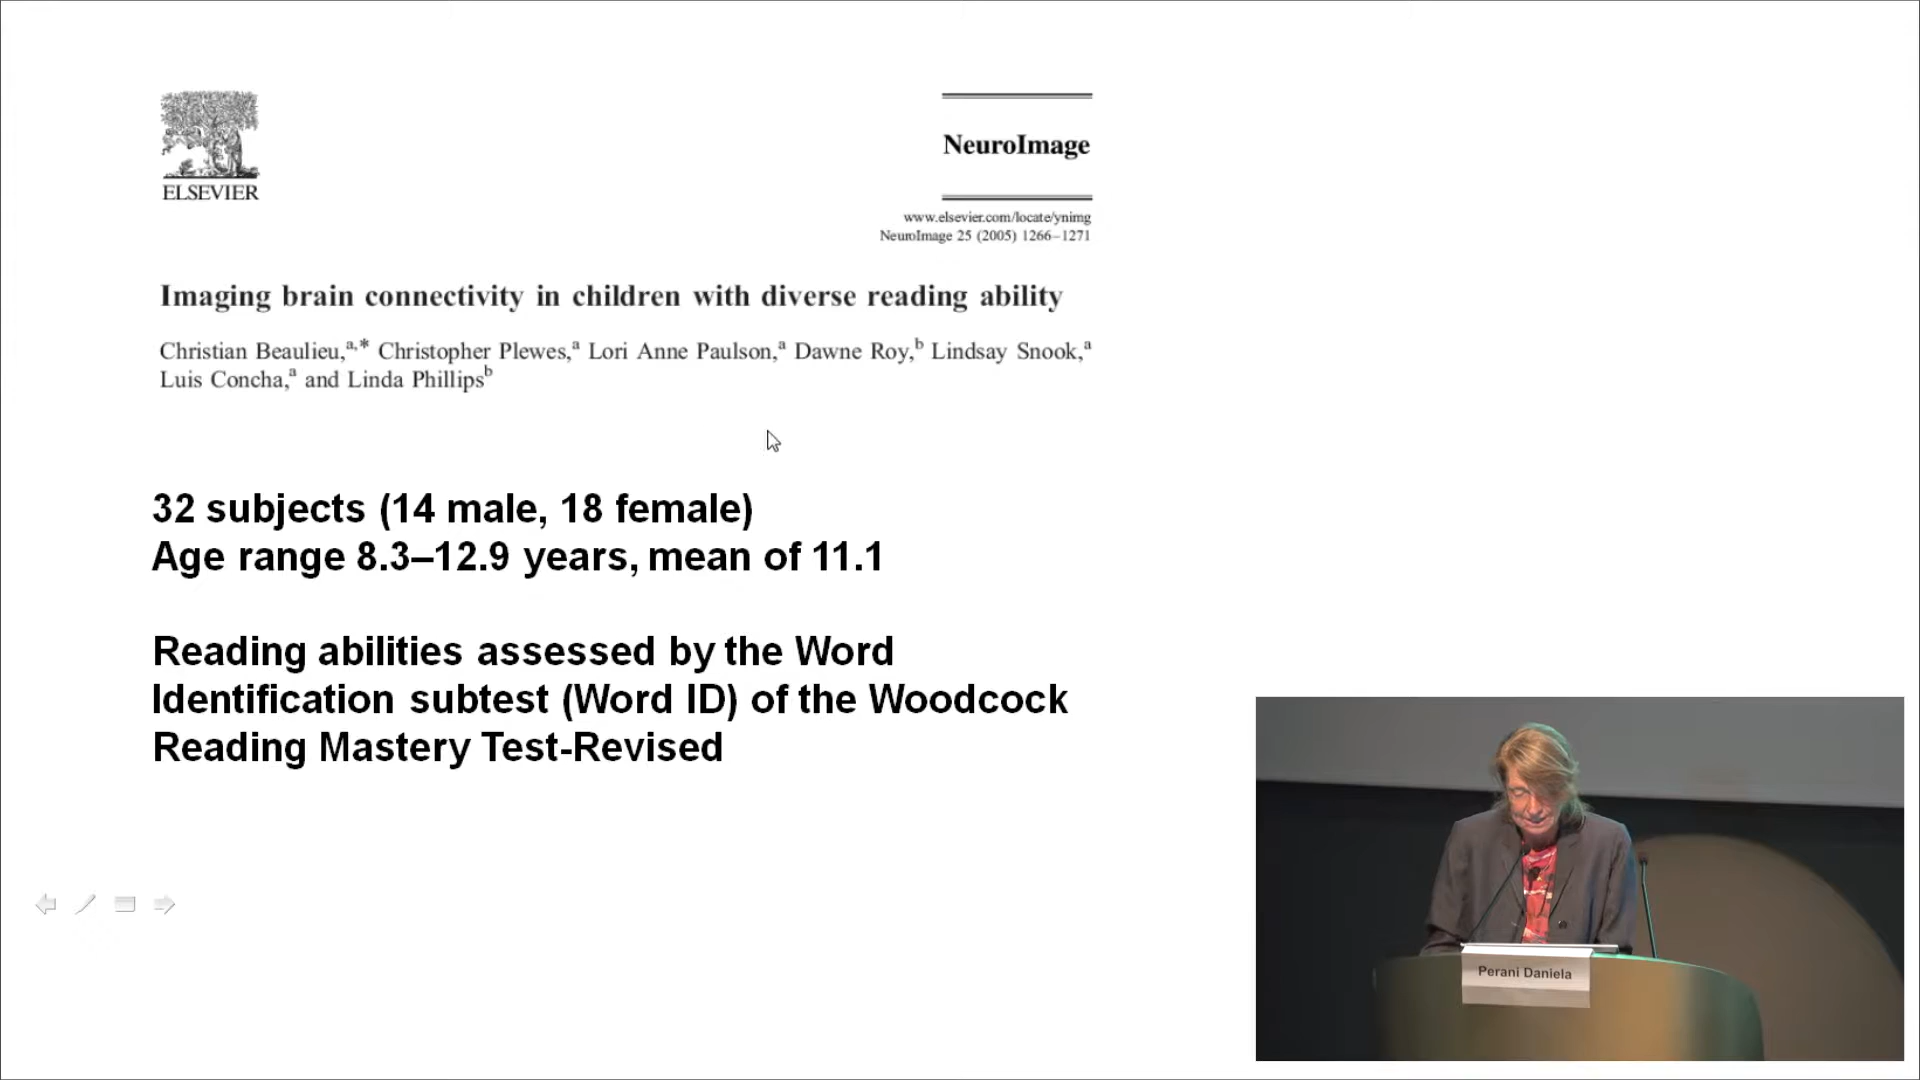 ELSEVIER
NeuroImage
www.elsevier.com/locate/ynimg
NeuroImage 25 (2005) 1266–1271
Imaging brain connectivity in children with diverse reading ability
Christian Beaulieu,a,* Christopher Plewes,a Lori Anne Paulson,a Dawne Roy,b Lindsay Snook,a
Luis Concha,a and Linda Phillipsb
32 subjects (14 male, 18 female)
Age range 8.3–12.9 years, mean of 11.1
Reading abilities assessed by the Word
Identification subtest (Word ID) of the Woodcock
Reading Mastery Test-Revised
Perani Daniela